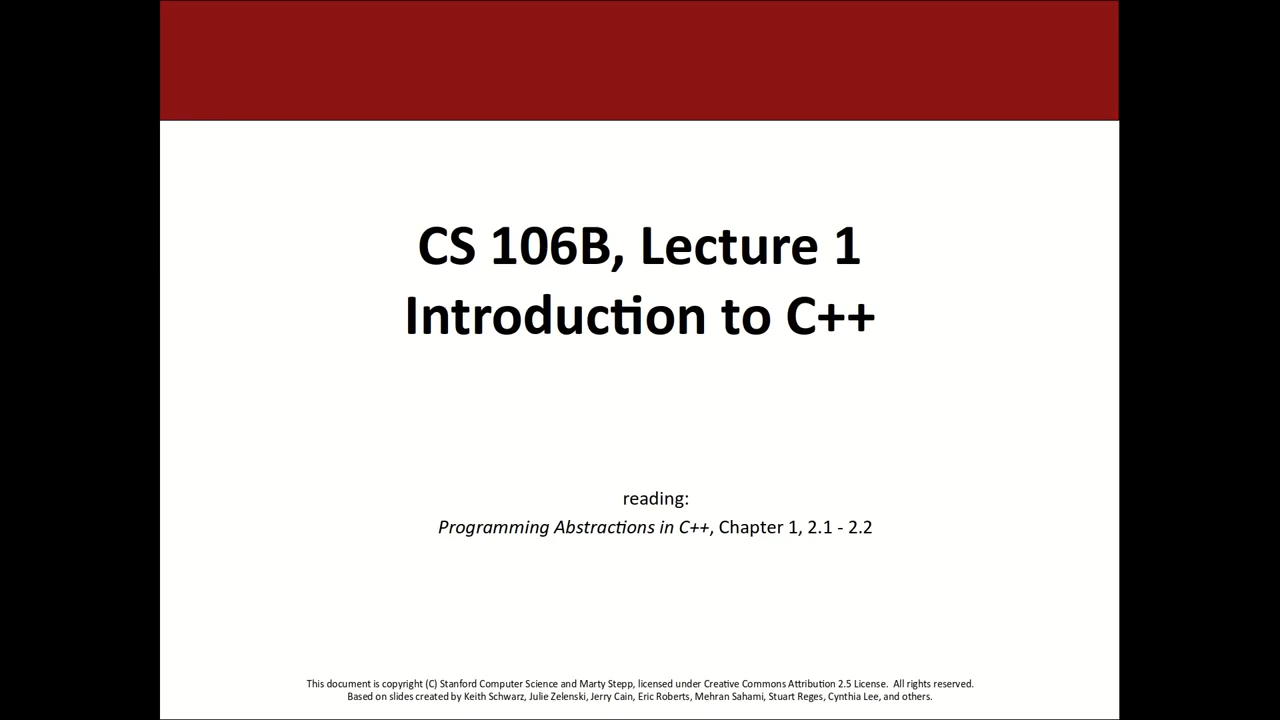 CS 106B, Lecture 1
Introduction to C++
reading:
Programming Abstractions in C++, Chapter 1, 2.1 - 2.2
This document is copyright (C) Stanford Computer Science and Marty Stepp, licensed under Creative Commons Attribution 2.5 License.  All rights reserved.
Based on slides created by Keith Schwarz, Julie Zelenski, Jerry Cain, Eric Roberts, Mehran Sahami, Stuart Reges, Cynthia Lee, and others.